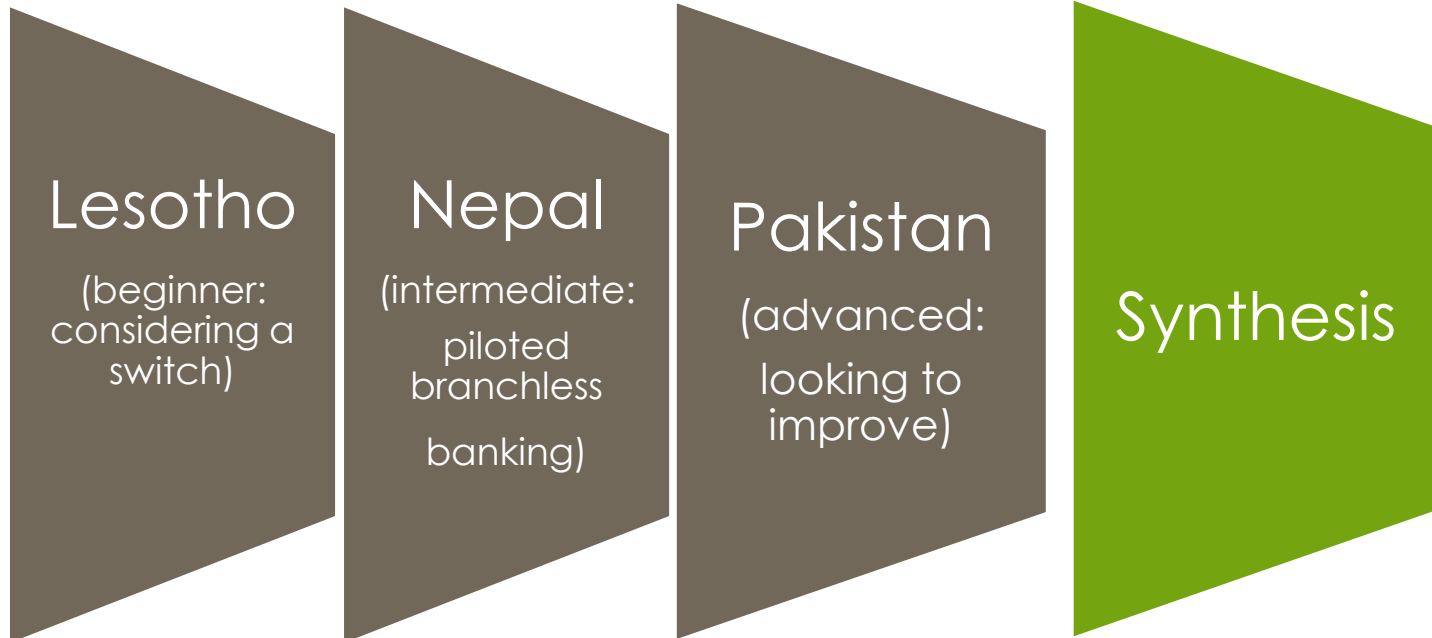 Lesotho
(beginner:
considering a
switch)
Nepal
(intermediate:
piloted
branchless
banking)
Pakistan
(advanced:
looking to
improve)
Synthesis